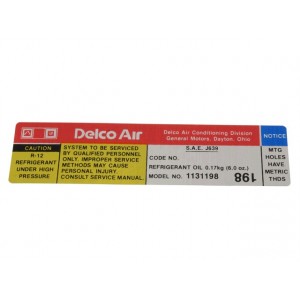 Delco Air
Delco Air Conditioning Division
General Motors, Dayton, Ohio
NOTICE
CAUTION
R-12
REFRIGERANT
UNDER HIGH
PRESSURE
SYSTEM TO BE SERVICED
BY QUALIFIED PERSONNEL
ONLY. IMPROPER SERVICE
METHODS MAY CAUSE
PERSONAL INJURY.
CONSULT SERVICE MANUAL.
S.A.E. J639
CODE NO.
REFRIGERANT OIL 0.17kg (6.0 oz.)
MODEL NO. 1131198
198
MTG
HOLES
HAVE
METRIC
THDS